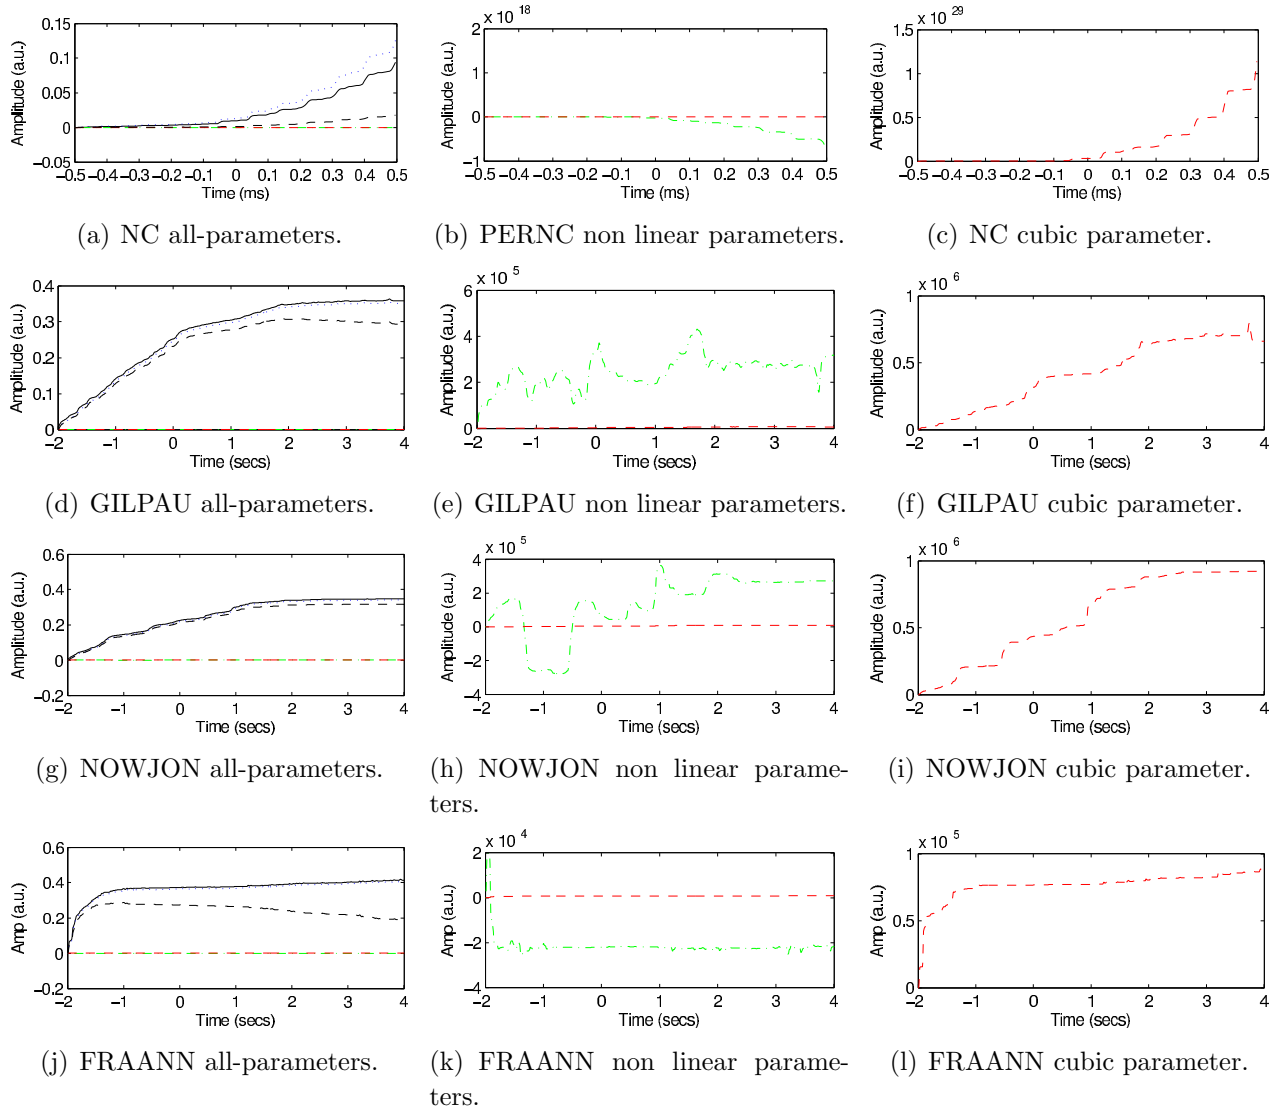 0.15
0.1
0.05
0
−0.05
Amplitude (a.u.)
−0.5 −0.4 −0.3 −0.2 −0.1 0 0.1 0.2 0.3 0.4 0.5
Time (ms)
(a) NC all-parameters.
x 10 18
2
1
0
−1
Amplitude (a.u.)
−0.5 −0.4 −0.3 −0.2 −0.1 0 0.1 0.2 0.3 0.4 0.5
Time (ms)
(b) PERNC non linear parameters.
x 10 29
1.5
1
0.5
0
Amplitude (a.u.)
−0.5 −0.4 −0.3 −0.2 −0.1 0 0.1 0.2 0.3 0.4 0.5
Time (ms)
(c) NC cubic parameter.
0.4
0.3
0.2
0.1
0
Amplitude (a.u.)
−2 −1 0 1 2 3 4
Time (secs)
(d) GILPAU all-parameters.
x 10 5
6
4
2
0
Amplitude (a.u.)
−2 −1 0 1 2 3 4
Time (secs)
(e) GILPAU non linear parameters.
x 10 6
1
0.5
0
Amplitude (a.u.)
−2 −1 0 1 2 3 4
Time (secs)
(f) GILPAU cubic parameter.
0.6
0.4
0.2
0
−0.2
Amplitude (a.u.)
−2 −1 0 1 2 3 4
Time (secs)
(g) NOWJON all-parameters.
x 10 5
4
2
0
−2
−4
Amplitude (a.u.)
−2 −1 0 1 2 3 4
Time (secs)
(h) NOWJON non linear parame-
ters.
x 10 6
1
0.5
0
Amplitude (a.u.)
−2 −1 0 1 2 3 4
Time (secs)
(i) NOWJON cubic parameter.
0.6
0.4
0.2
0
−0.2
Amp (a.u.)
−2 −1 0 1 2 3 4
Time (secs)
(j) FRAANN all-parameters.
x 10 4
2
0
−2
−4
Amp (a.u.)
−2 −1 0 1 2 3 4
Time (secs)
(k) FRAANN non linear parame-
ters.
x 10 5
1
0.5
0
Amp (a.u.)
−2 −1 0 1 2 3 4
Time (secs)
(l) FRAANN cubic parameter.